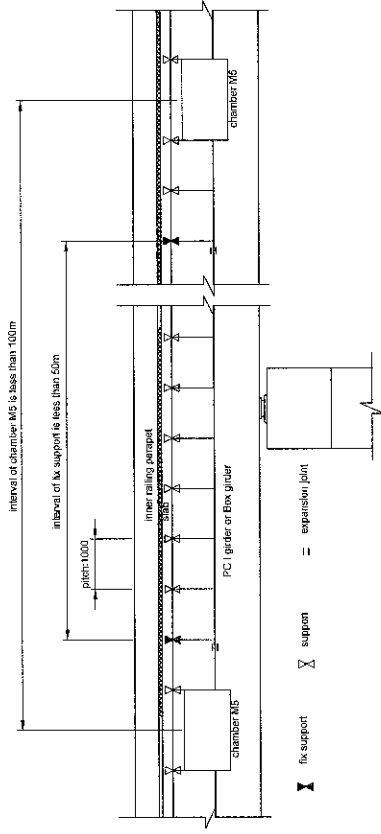 interval of chamber M5 is less than 100m
interval of fix support is less than 50m
pitch:1000
inner railing parapet
slab
chamber M5
chamber M5
PC I girder or Box girder
fix support
support
expansion joint